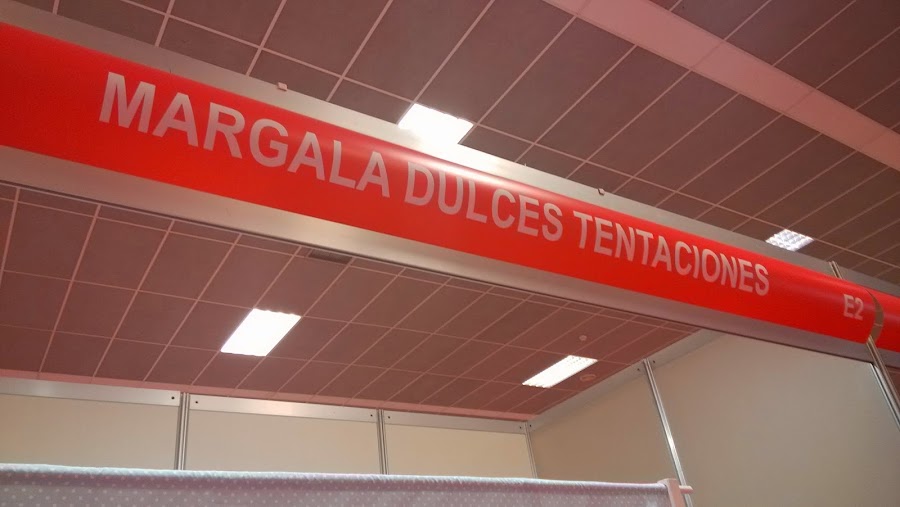 MARGALA DULCES TENTACIONES E2